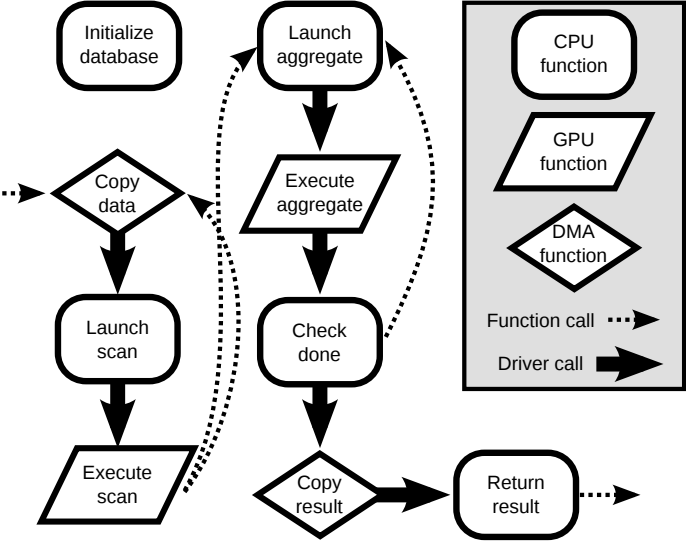 Initialize
database
Copy
data
Launch
scan
Execute
scan
Launch
aggregate
Execute
aggregate
Check
done
Copy
result
Return
result
CPU
function
GPU
function
DMA
function
Function call
Driver call